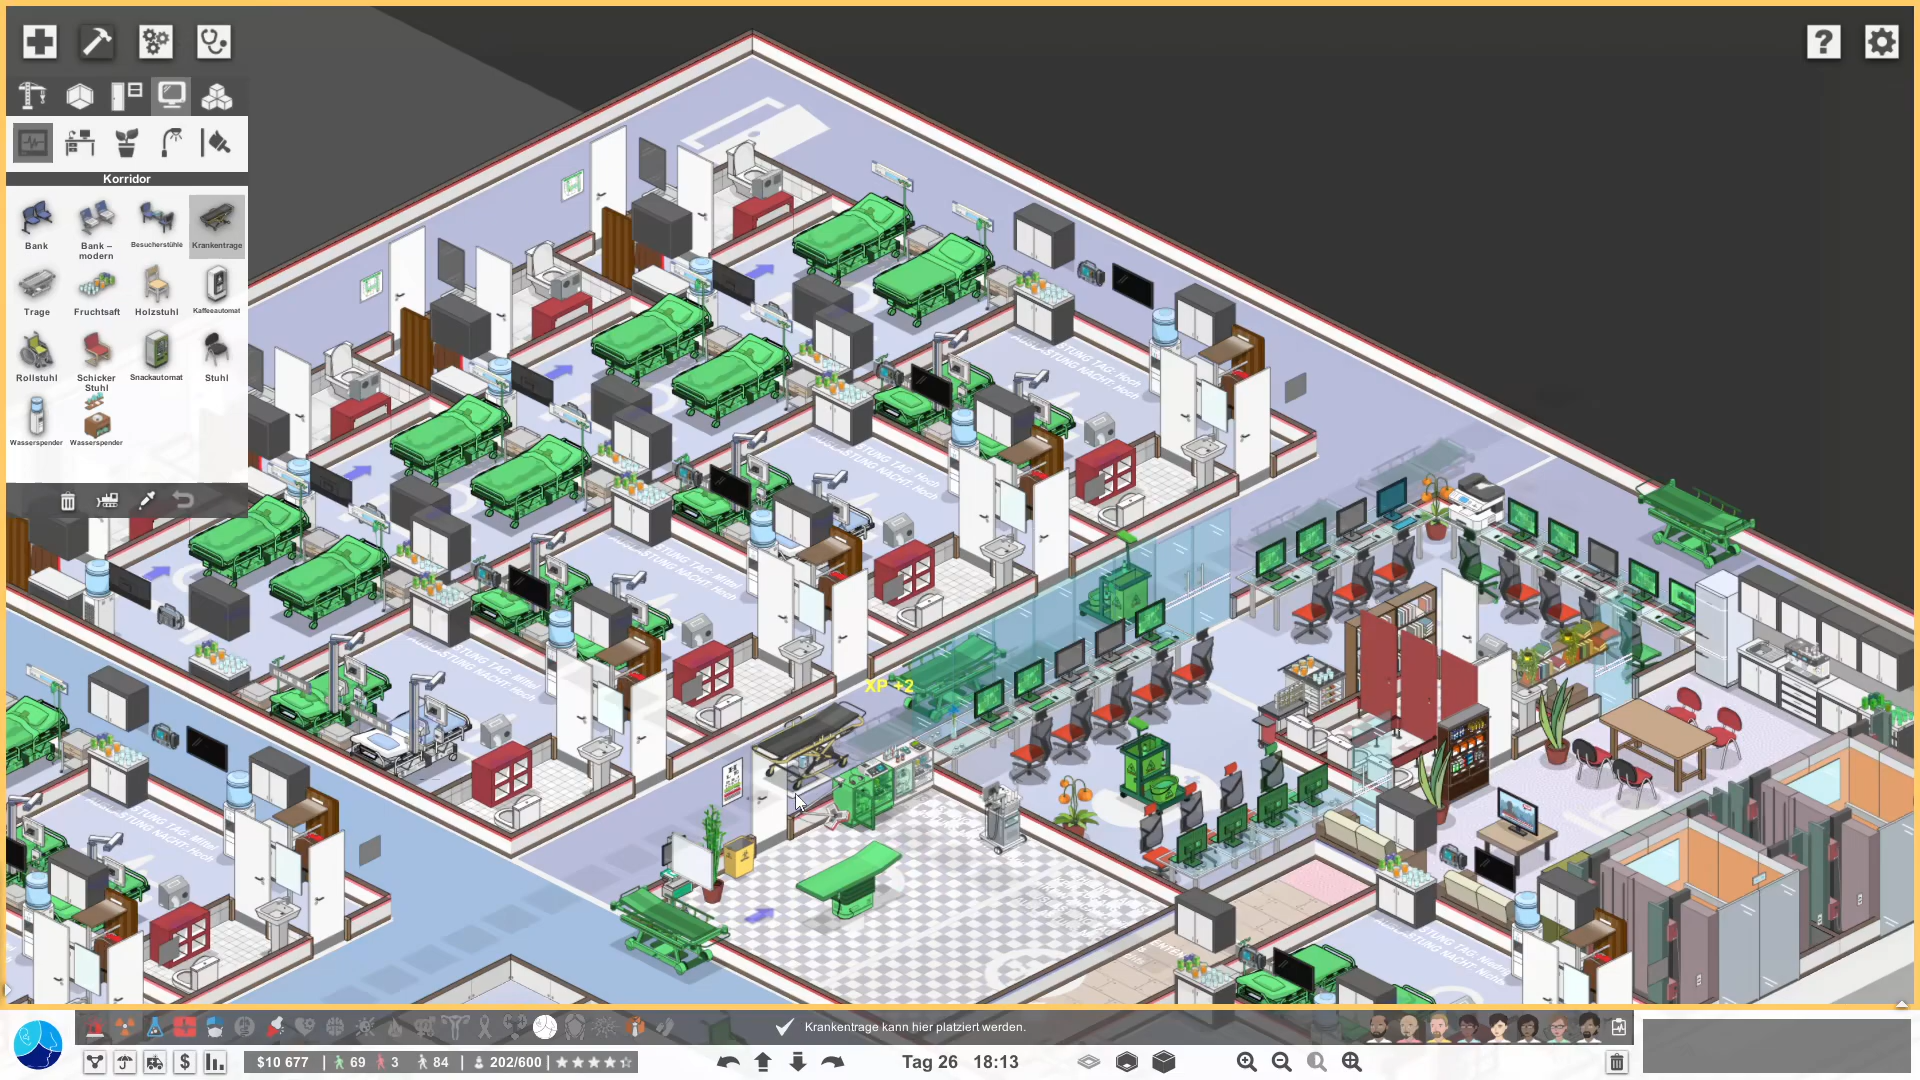 Korridor
Bank
Bank – modern
Besucherstühle
Krankentrage
Trage
Fruchtsaft
Holzstuhl
Kaffeeautomat
Rollstuhl
Schicker Stuhl
Snackautomat
Stuhl
Wasserspender
Wasserspender
XP +2
Krankentrage kann hier platziert werden.
$10 677
69
3
84
202/600
Tag 26 18:13